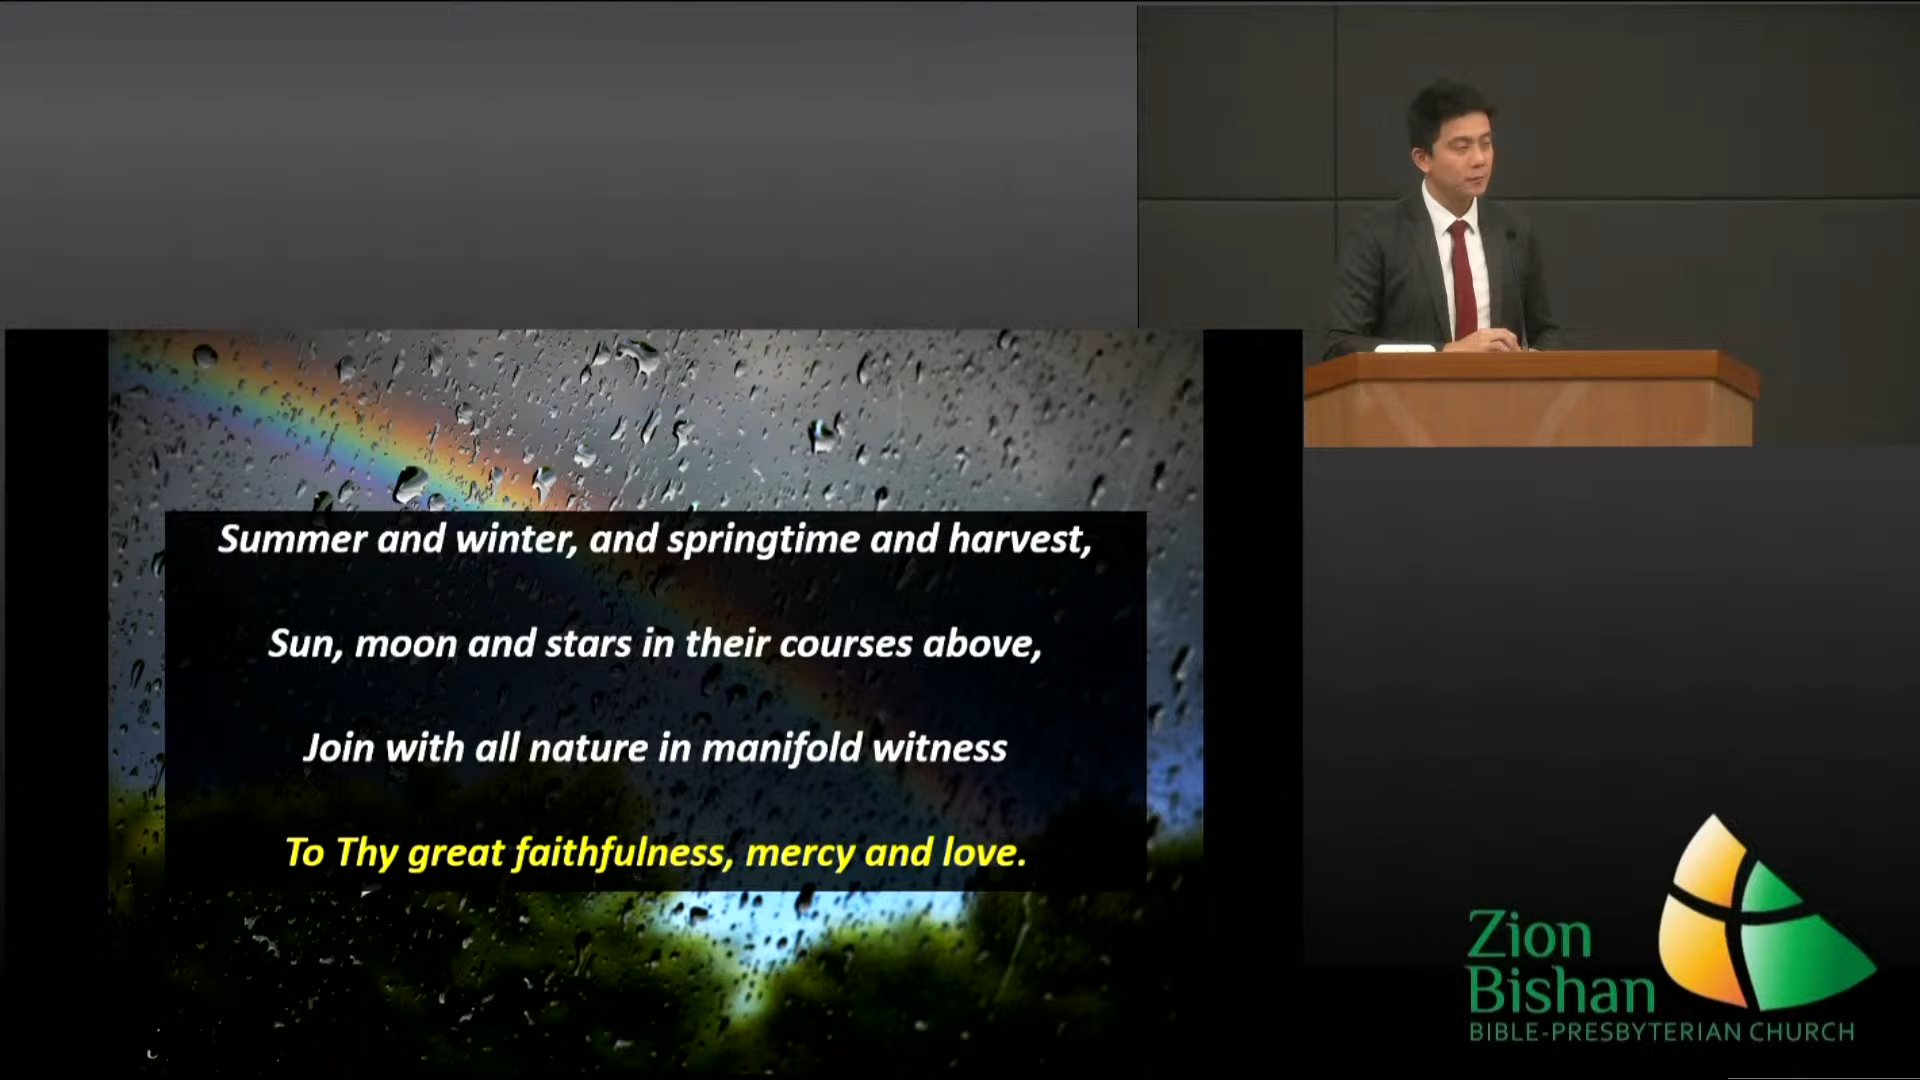 Summer and winter, and springtime and harvest,
Sun, moon and stars in their courses above,
Join with all nature in manifold witness
To Thy great faithfulness, mercy and love.
Zion
Bishan
BIBLE-PRESBYTERIAN CHURCH